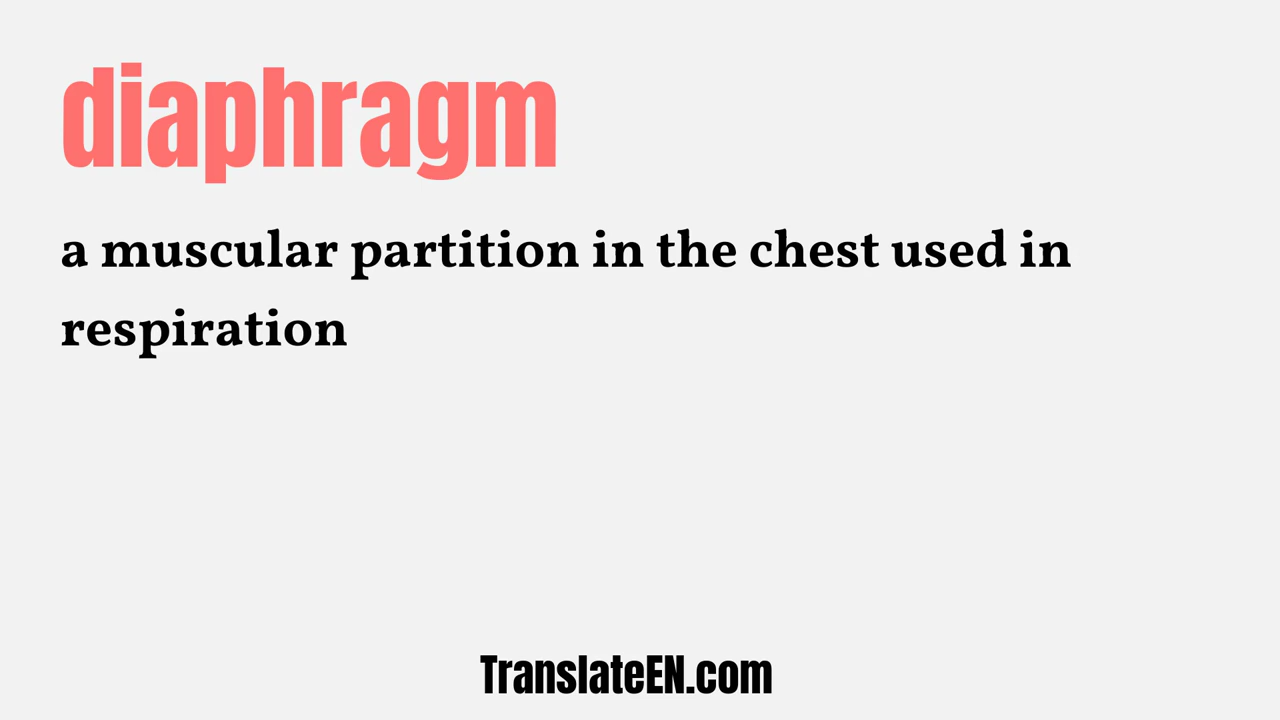 diaphragm
a muscular partition in the chest used in
respiration
TranslateEN.com